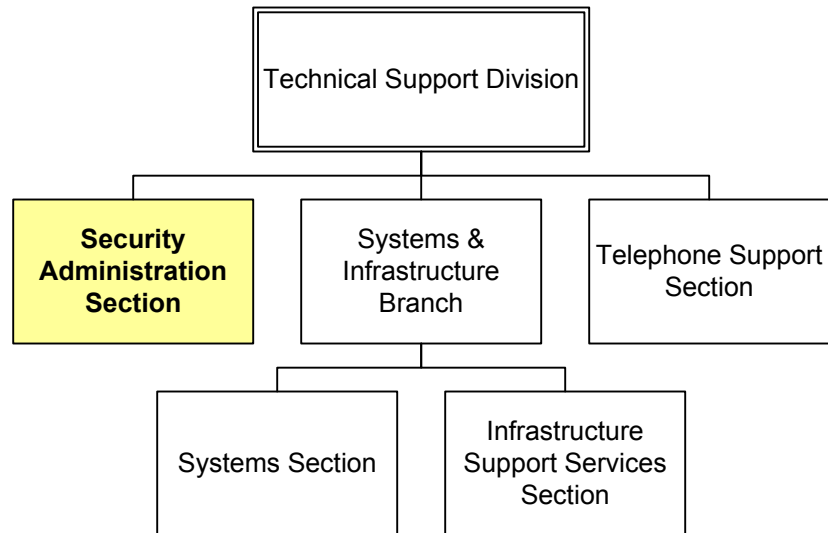 Technical Support Division
Security
Administration
Section
Systems &
Infrastructure
Branch
Telephone Support
Section
Systems Section
Infrastructure
Support Services
Section